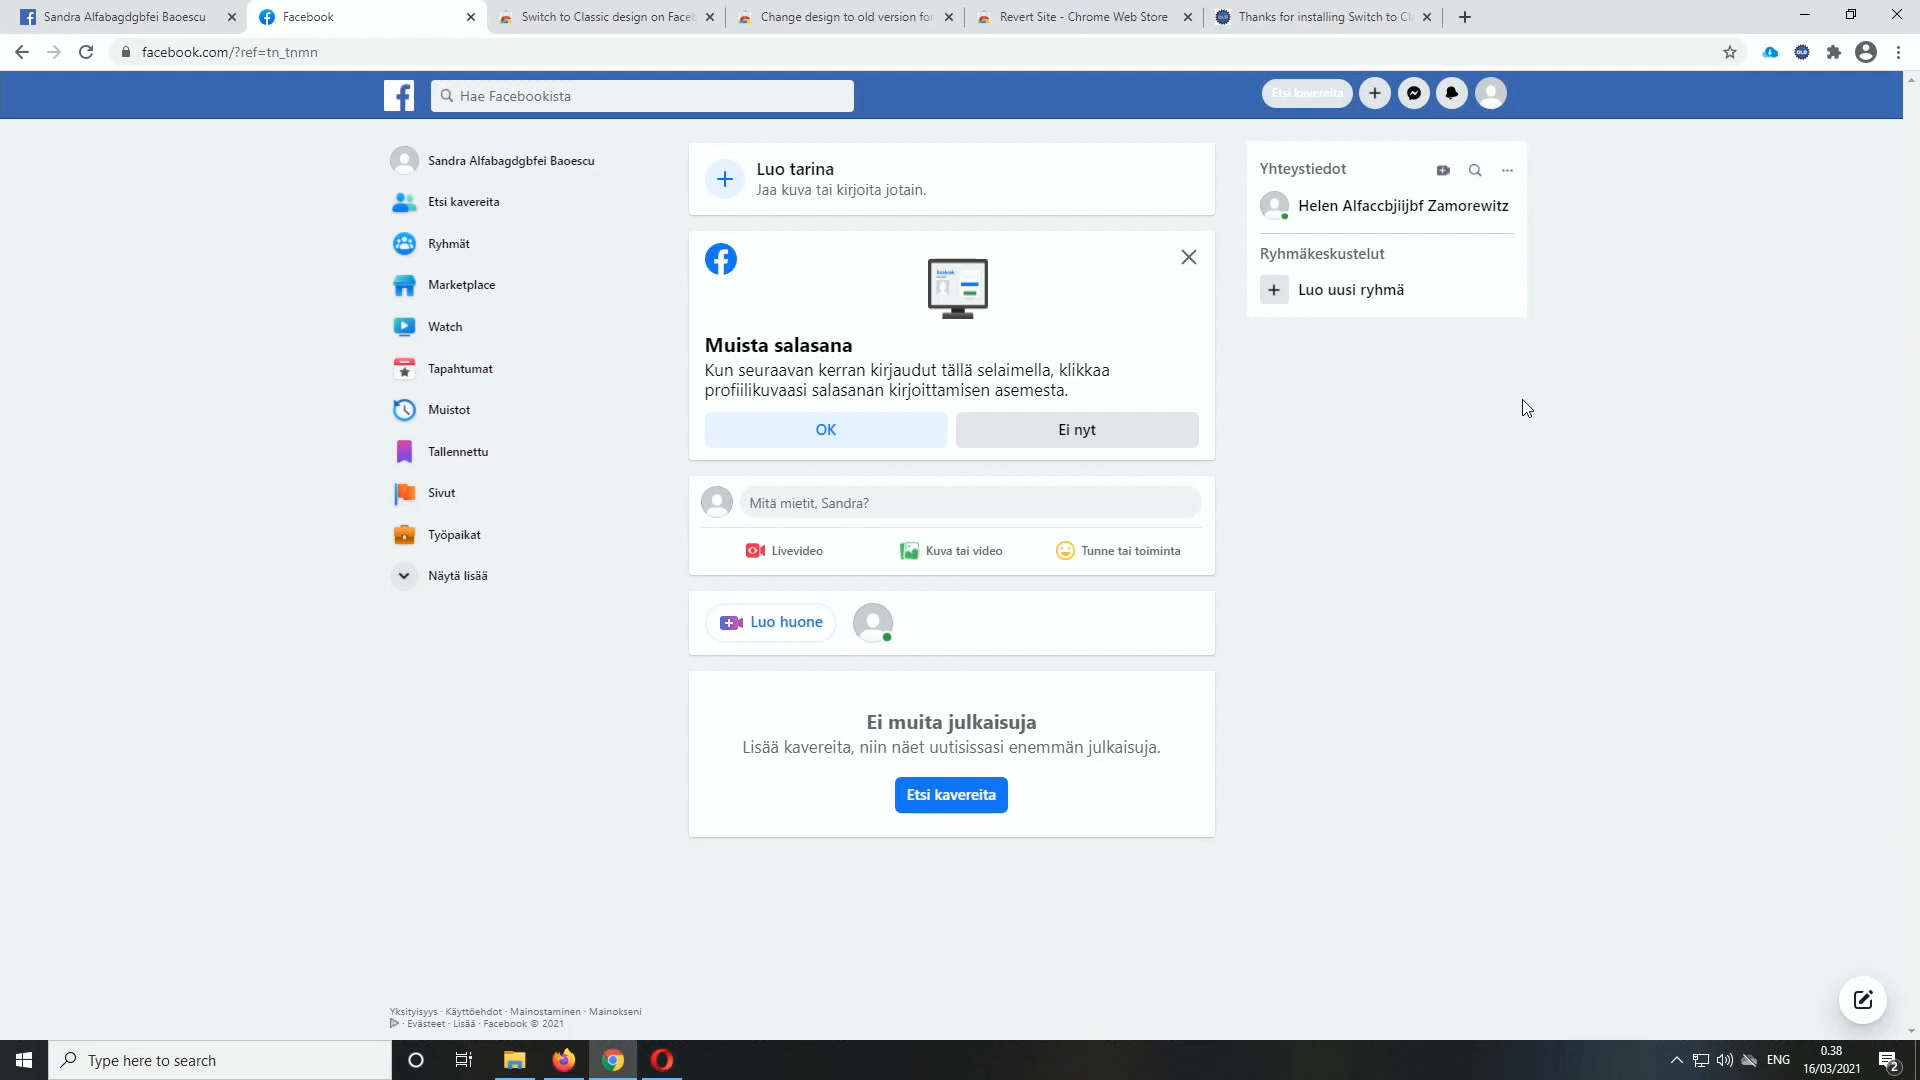 Sandra Alfabagdgbfei Baoescu
Facebook
Switch to Classic design on Faceb
Change design to old version for
Revert Site - Chrome Web Store
Thanks for installing Switch to Cl
facebook.com/?ref=tn_tnmn
Hae Facebookista
Etsi kavereita
Sandra Alfabagdgbfei Baoescu
Etsi kavereita
Ryhmät
Marketplace
Watch
Tapahtumat
Muistot
Tallennettu
Sivut
Työpaikat
Näytä lisää
Yksityisyys · Käyttöehdot · Mainostaminen · Mainokseni
· Evästeet · Lisää · Facebook © 2021
Luo tarina
Jaa kuva tai kirjoita jotain.
facebook
Muista salasana
Kun seuraavan kerran kirjaudut tällä selaimella, klikkaa
profiilikuvaasi salasanan kirjoittamisen asemesta.
OK
Ei nyt
Mitä mietit, Sandra?
Livevideo
Kuva tai video
Tunne tai toiminta
Luo huone
Ei muita julkaisuja
Lisää kavereita, niin näet uutisissasi enemmän julkaisuja.
Etsi kavereita
Yhteystiedot
Helen Alfaccbjiijbf Zamorewitz
Ryhmäkeskustelut
Luo uusi ryhmä
Type here to search
ENG
0.38
16/03/2021
2